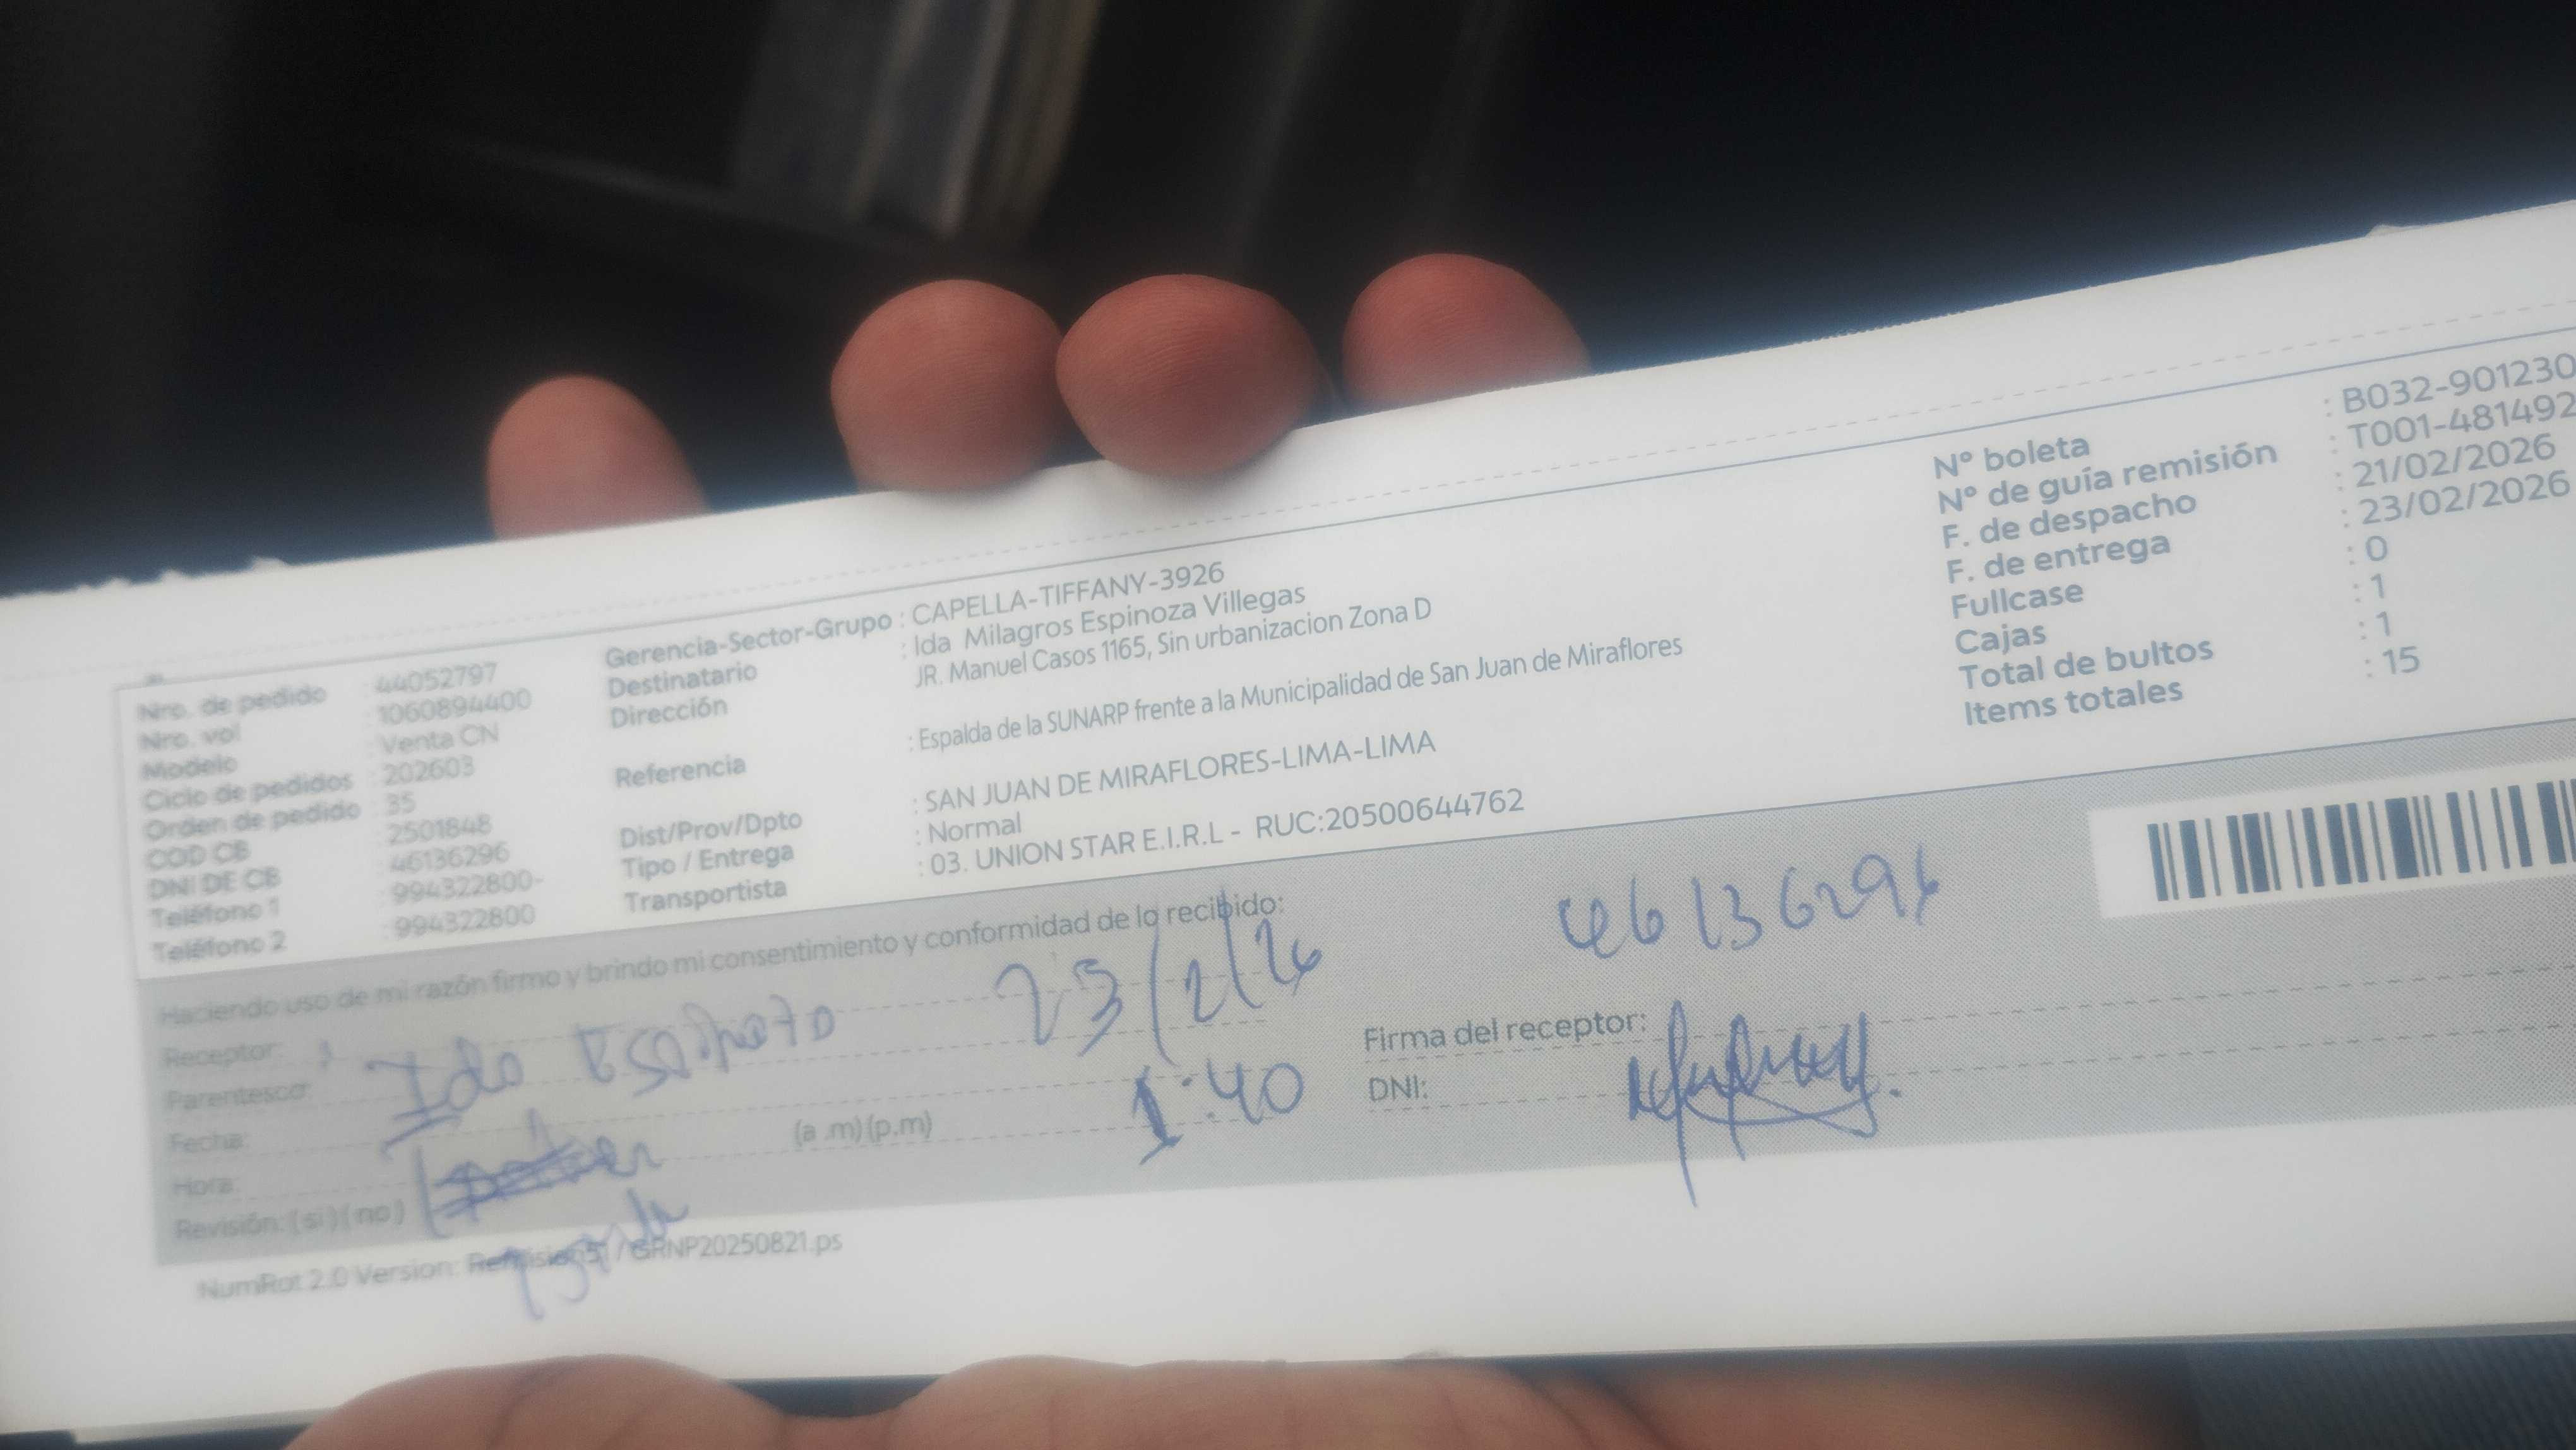 Nro. de pedido : 44052797
Nro. vol : 1060894400
Modelo : Venta CN
Ciclo de pedidos : 202603
Orden de pedido : 35
COD CB : 2501848
DNI DE CB : 46136296
Teléfono 1 : 994322800-
Teléfono 2 : 994322800
Gerencia-Sector-Grupo : CAPELLA-TIFFANY-3926
Destinatario : Ida Milagros Espinoza Villegas
Dirección JR. Manuel Casos 1165, Sin urbanizacion Zona D
Referencia : Espalda de la SUNARP frente a la Municipalidad de San Juan de Miraflores
Dist/Prov/Dpto : SAN JUAN DE MIRAFLORES-LIMA-LIMA
Tipo / Entrega : Normal
Transportista : 03. UNION STAR E.I.R.L - RUC:20500644762
Nº boleta : B032-901230
Nº de guía remisión : T001-481492
F. de despacho : 21/02/2026
F. de entrega : 23/02/2026
Fullcase : 0
Cajas : 1
Total de bultos : 1
Items totales : 15
Haciendo uso de mi razón firmo y brindo mi consentimiento y conformidad de lo recibido:
Receptor:
Parentesco:
Fecha:
Hora: (a .m)(p.m)
Revisión: (si)(no)
23/2/26
1:40
46136296
Firma del receptor:
DNI:
NumRot 2.0 Version: / GRNP20250821.ps